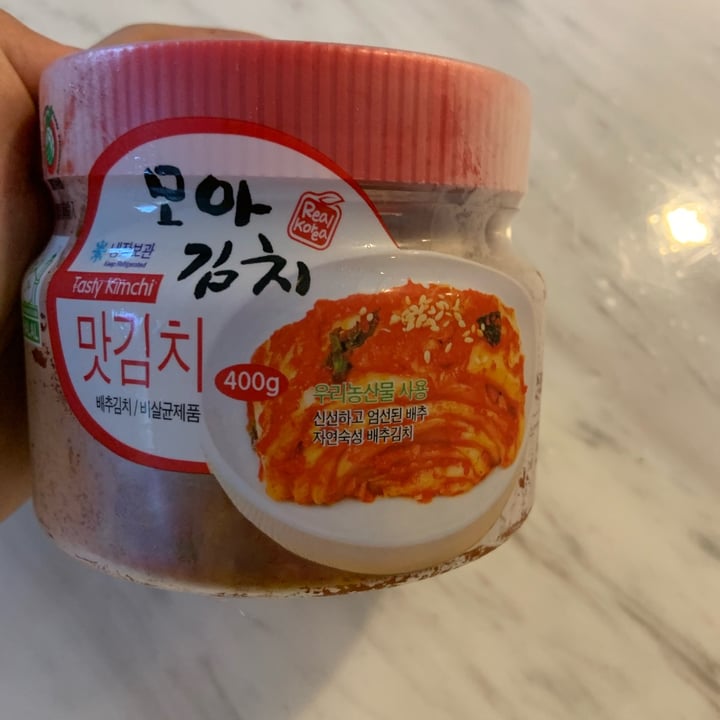 모아
김치
Real
Korea
냉장보관
Keep Refrigerated
Tasty Kimchi
맛김치
배추김치 / 비살균제품
400g
우리농산물 사용
신선하고 엄선된 배추
자연숙성 배추김치